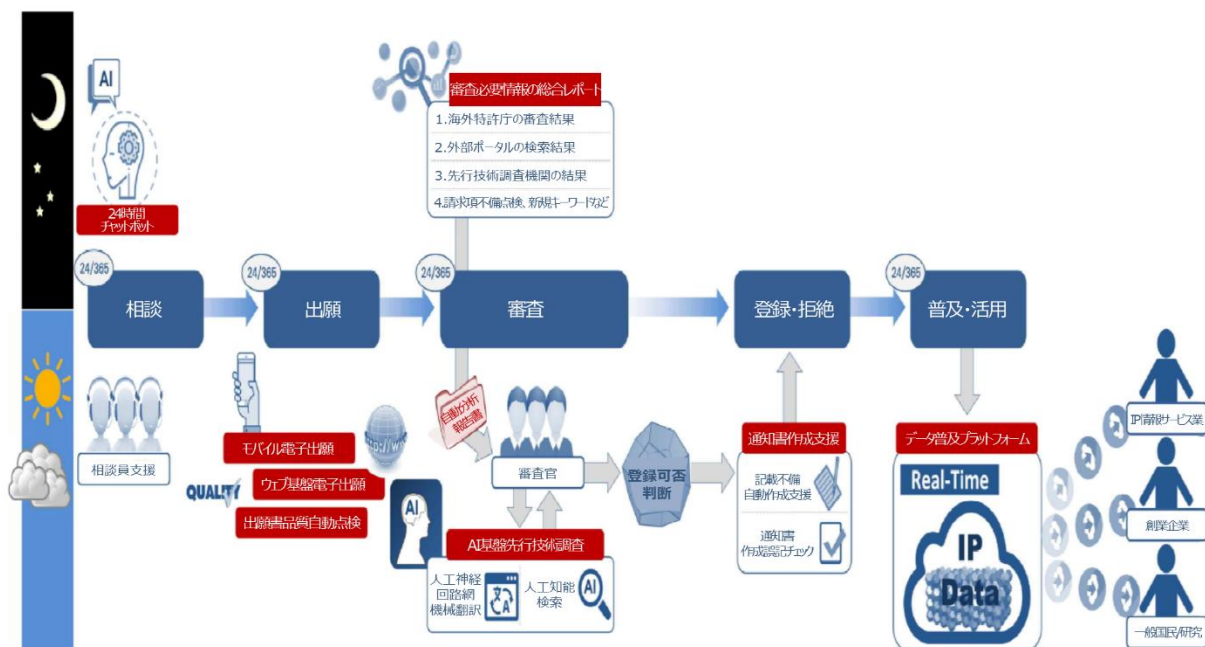 AI
24時間
チャットボット
審査必要情報の総合レポート
1.海外特許庁の審査結果
2.外部ポータルの検索結果
3.先行技術調査機関の結果
4.請求項不備点検、新規キーワードなど
24/365
相談
24/365
出願
24/365
審査
登録・拒絶
24/365
普及・活用
相談員支援
モバイル電子出願
http://ww
QUALITY
ウェブ基盤電子出願
出願書品質自動点検
自動分析
報告書
審査官
AI
AI基盤先行技術調査
人工神経
回路網
機械翻訳
文
A
人工知能
検索
AI
登録可否
判断
通知書作成支援
記載不備
自動作成支援
通知書
作成誤記チェック
データ普及プラットフォーム
Real-Time
IP
Data
IP情報サービス業
創業企業
一般国民/研究